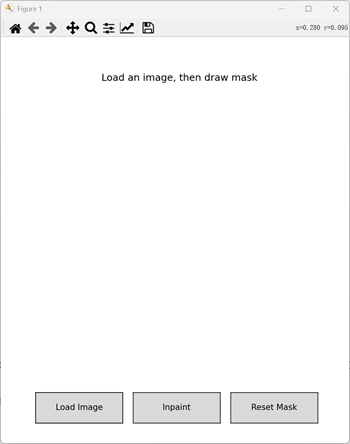 Figure 1
x=0.280 y=0.095
Load an image, then draw mask
Load Image
Inpaint
Reset Mask